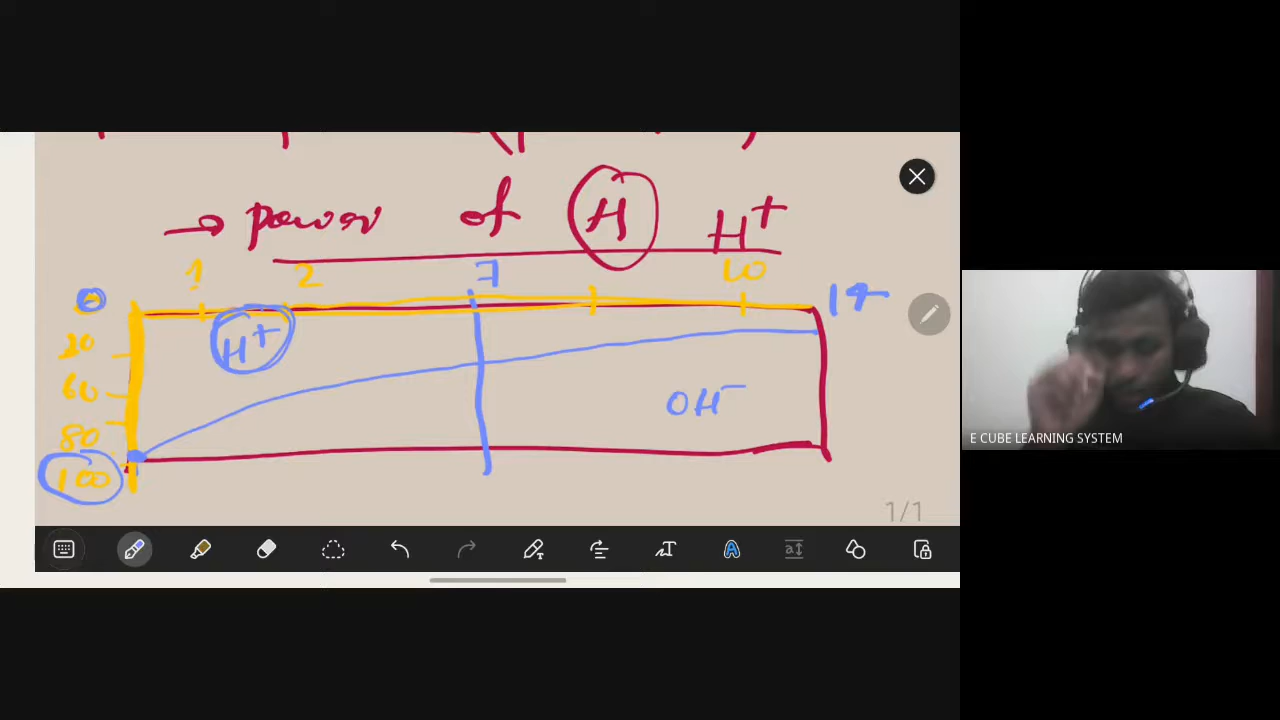 → power of H H+
1 2 7 10
0 14
20
H+
60
OH-
80
100
1/1
E CUBE LEARNING SYSTEM